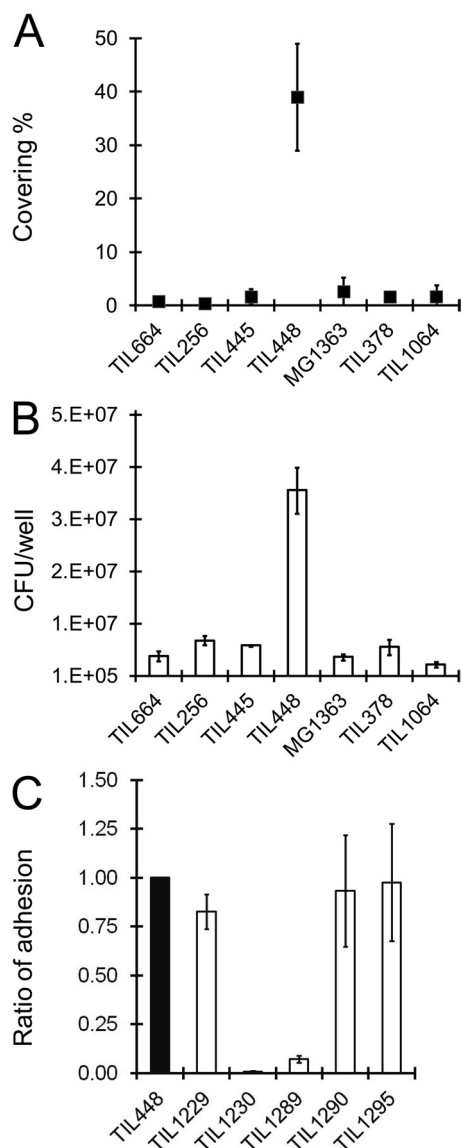 A
Covering %
50
40
30
20
10
0
TIL664 TIL256 TIL445 TIL448 MG1363 TIL378 TIL1064
B
CFU/well
5.E+07
4.E+07
3.E+07
2.E+07
1.E+07
1.E+05
TIL664 TIL256 TIL445 TIL448 MG1363 TIL378 TIL1064
C
Ratio of adhesion
1.50
1.25
1.00
0.75
0.50
0.25
0.00
TIL448 TIL1229 TIL1230 TIL1289 TIL1290 TIL1295